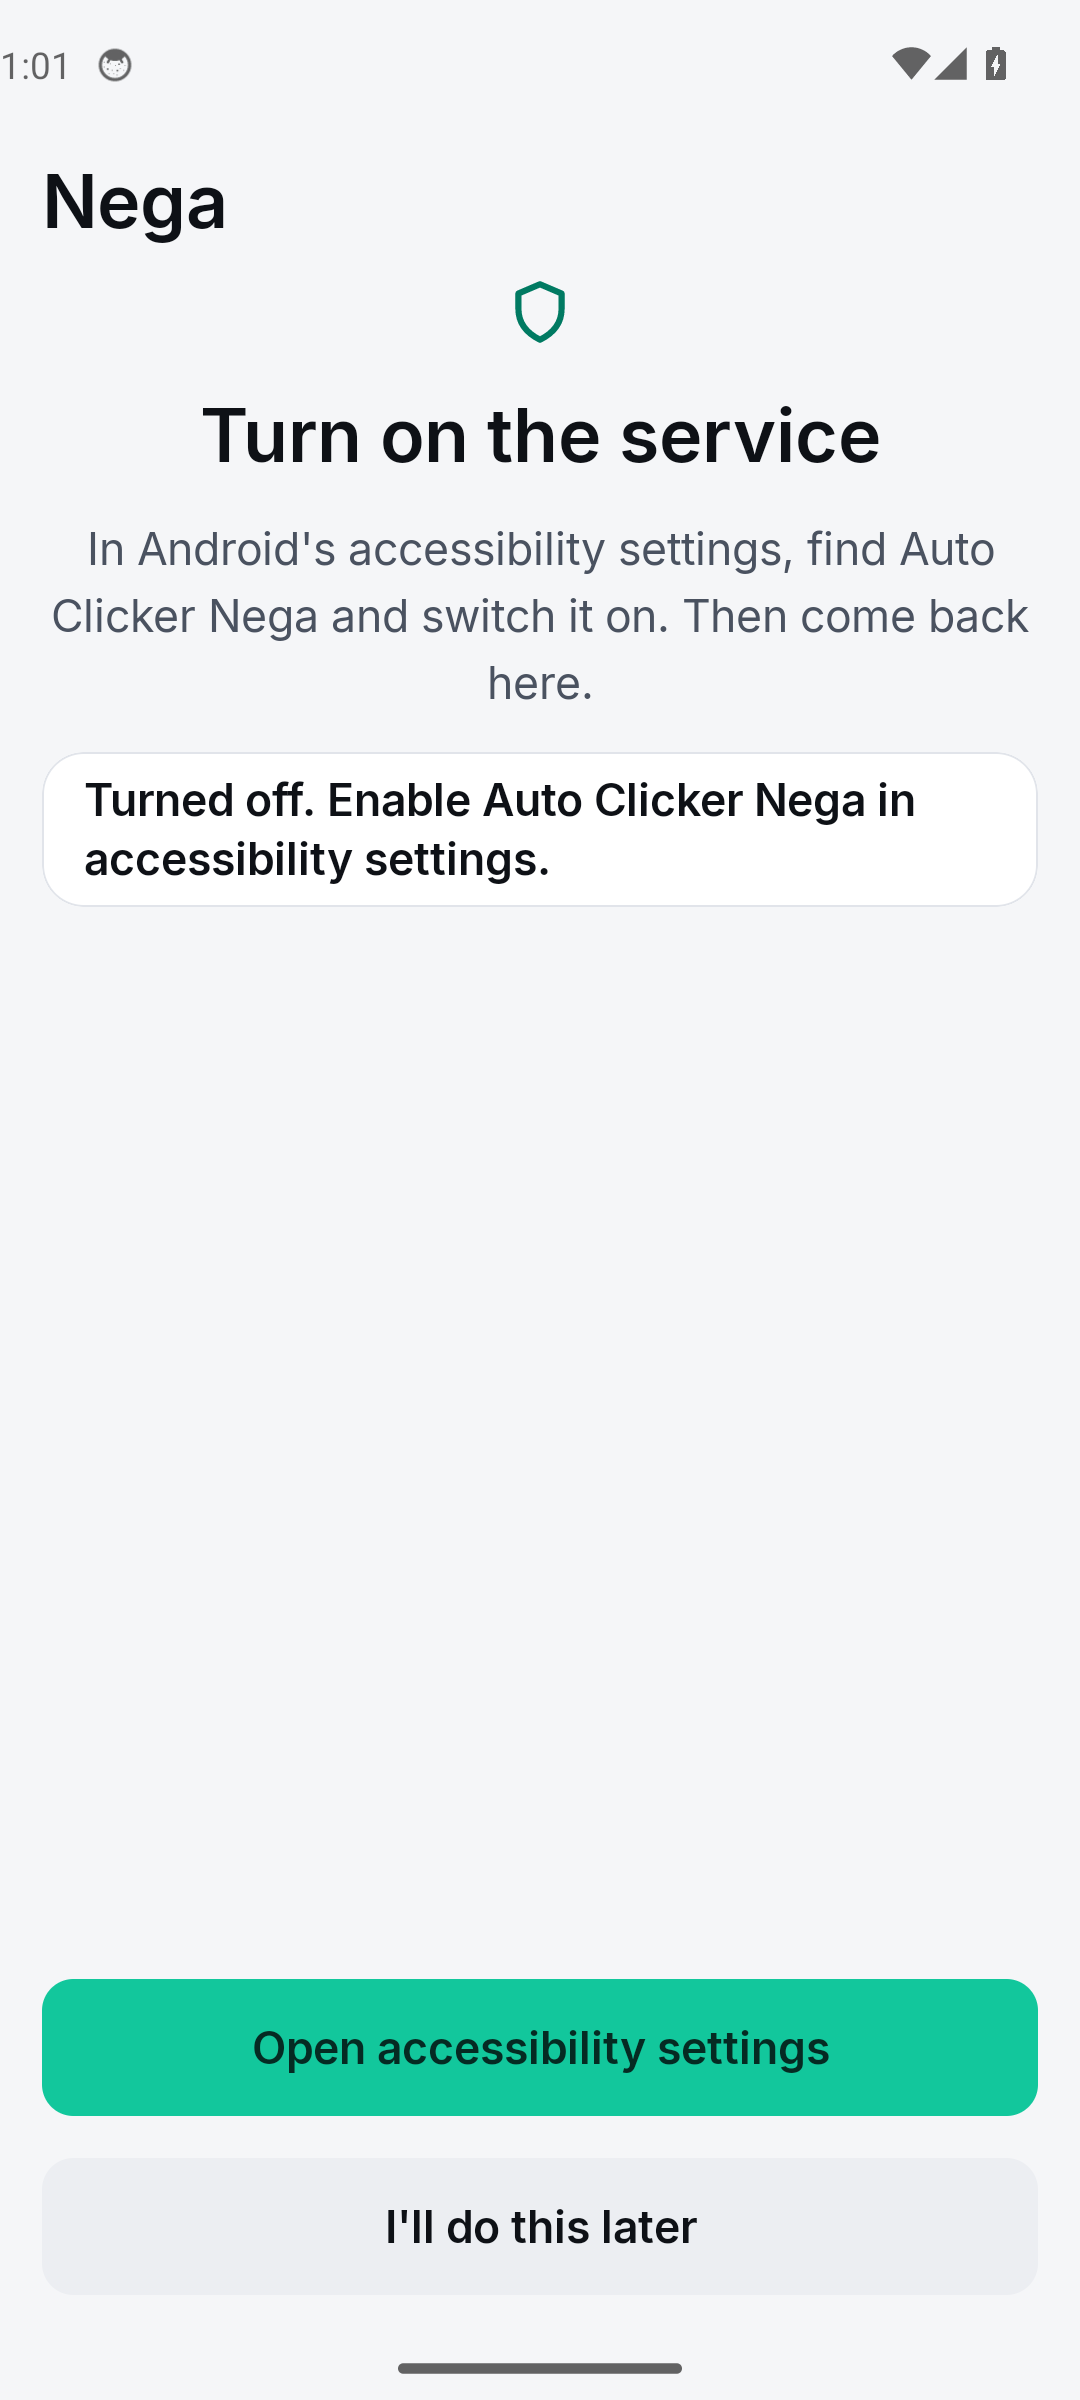 1:01
Nega
Turn on the service
In Android's accessibility settings, find Auto
Clicker Nega and switch it on. Then come back
here.
Turned off. Enable Auto Clicker Nega in
accessibility settings.
Open accessibility settings
I'll do this later